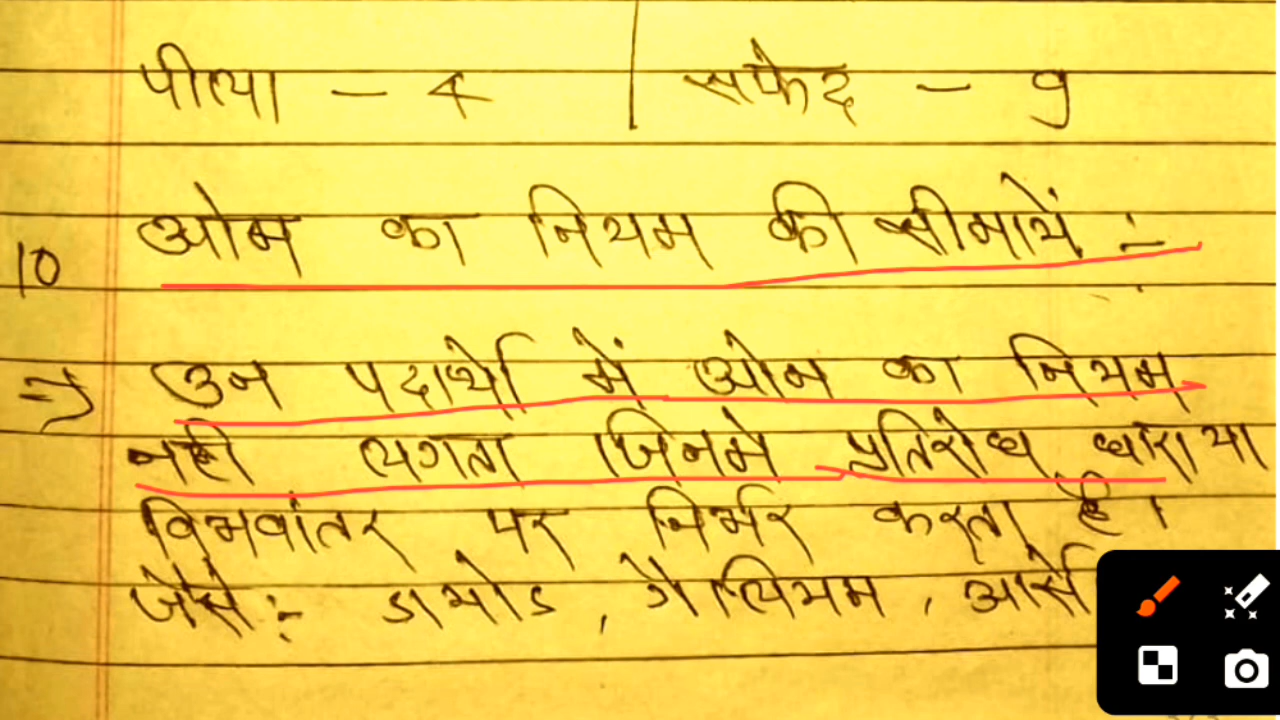 पीला - 4 | सफेद - 9
10 ओम का नियम की सीमायें :-
⇒ उन पदार्थो में ओम का नियम
नही लगता जिनमे प्रतिरोध धारा या
विभवांतर पर निर्भर करता है।
जैसे :- डायोड , गैलियम , आर्से